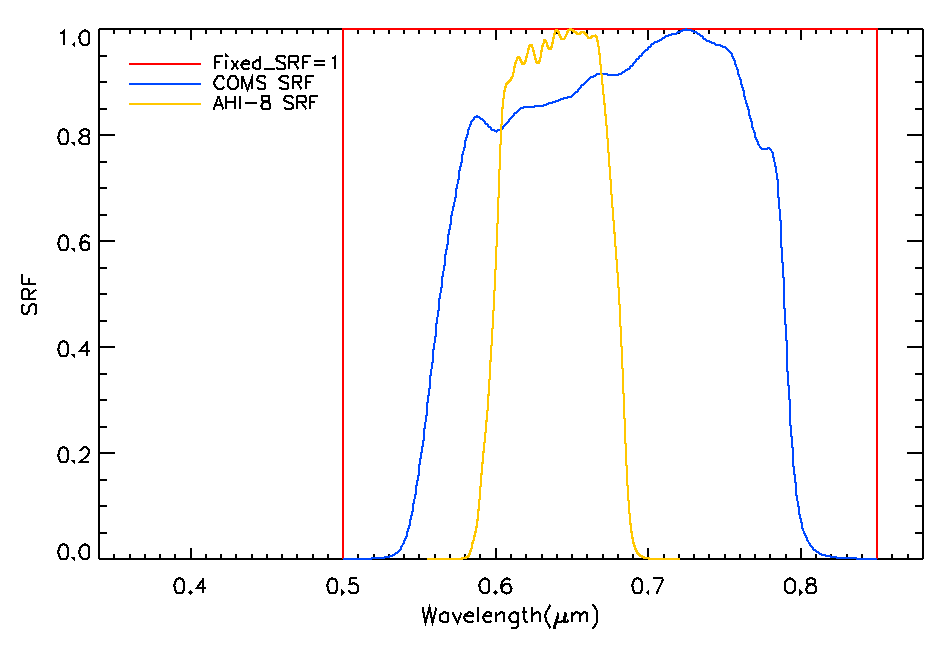 1.0
Fixed_SRF=1
COMS SRF
AHI-8 SRF
0.8
0.6
SRF
0.4
0.2
0.0
0.4 0.5 0.6 0.7 0.8
Wavelength(μm)